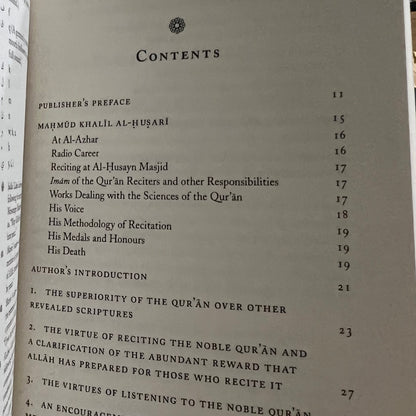 CONTENTS
PUBLISHER'S PREFACE 11
MAḤMŪD KHALĪL AL-ḤUṢARĪ 15
At Al-Azhar 16
Radio Career 16
Reciting at Al-Ḥusayn Masjid 17
Imām of the Qur'ān Reciters and other Responsibilities 17
Works Dealing with the Sciences of the Qur'ān 17
His Voice 18
His Methodology of Recitation 19
His Medals and Honours 19
His Death 19
AUTHOR'S INTRODUCTION 21
1. THE SUPERIORITY OF THE QUR'ĀN OVER OTHER
REVEALED SCRIPTURES 23
2. THE VIRTUE OF RECITING THE NOBLE QUR'ĀN AND
A CLARIFICATION OF THE ABUNDANT REWARD THAT
ALLĀH HAS PREPARED FOR THOSE WHO RECITE IT 27
3. THE VIRTUES OF LISTENING TO THE NOBLE QUR'ĀN
4. AN ENCOURAGEMENT